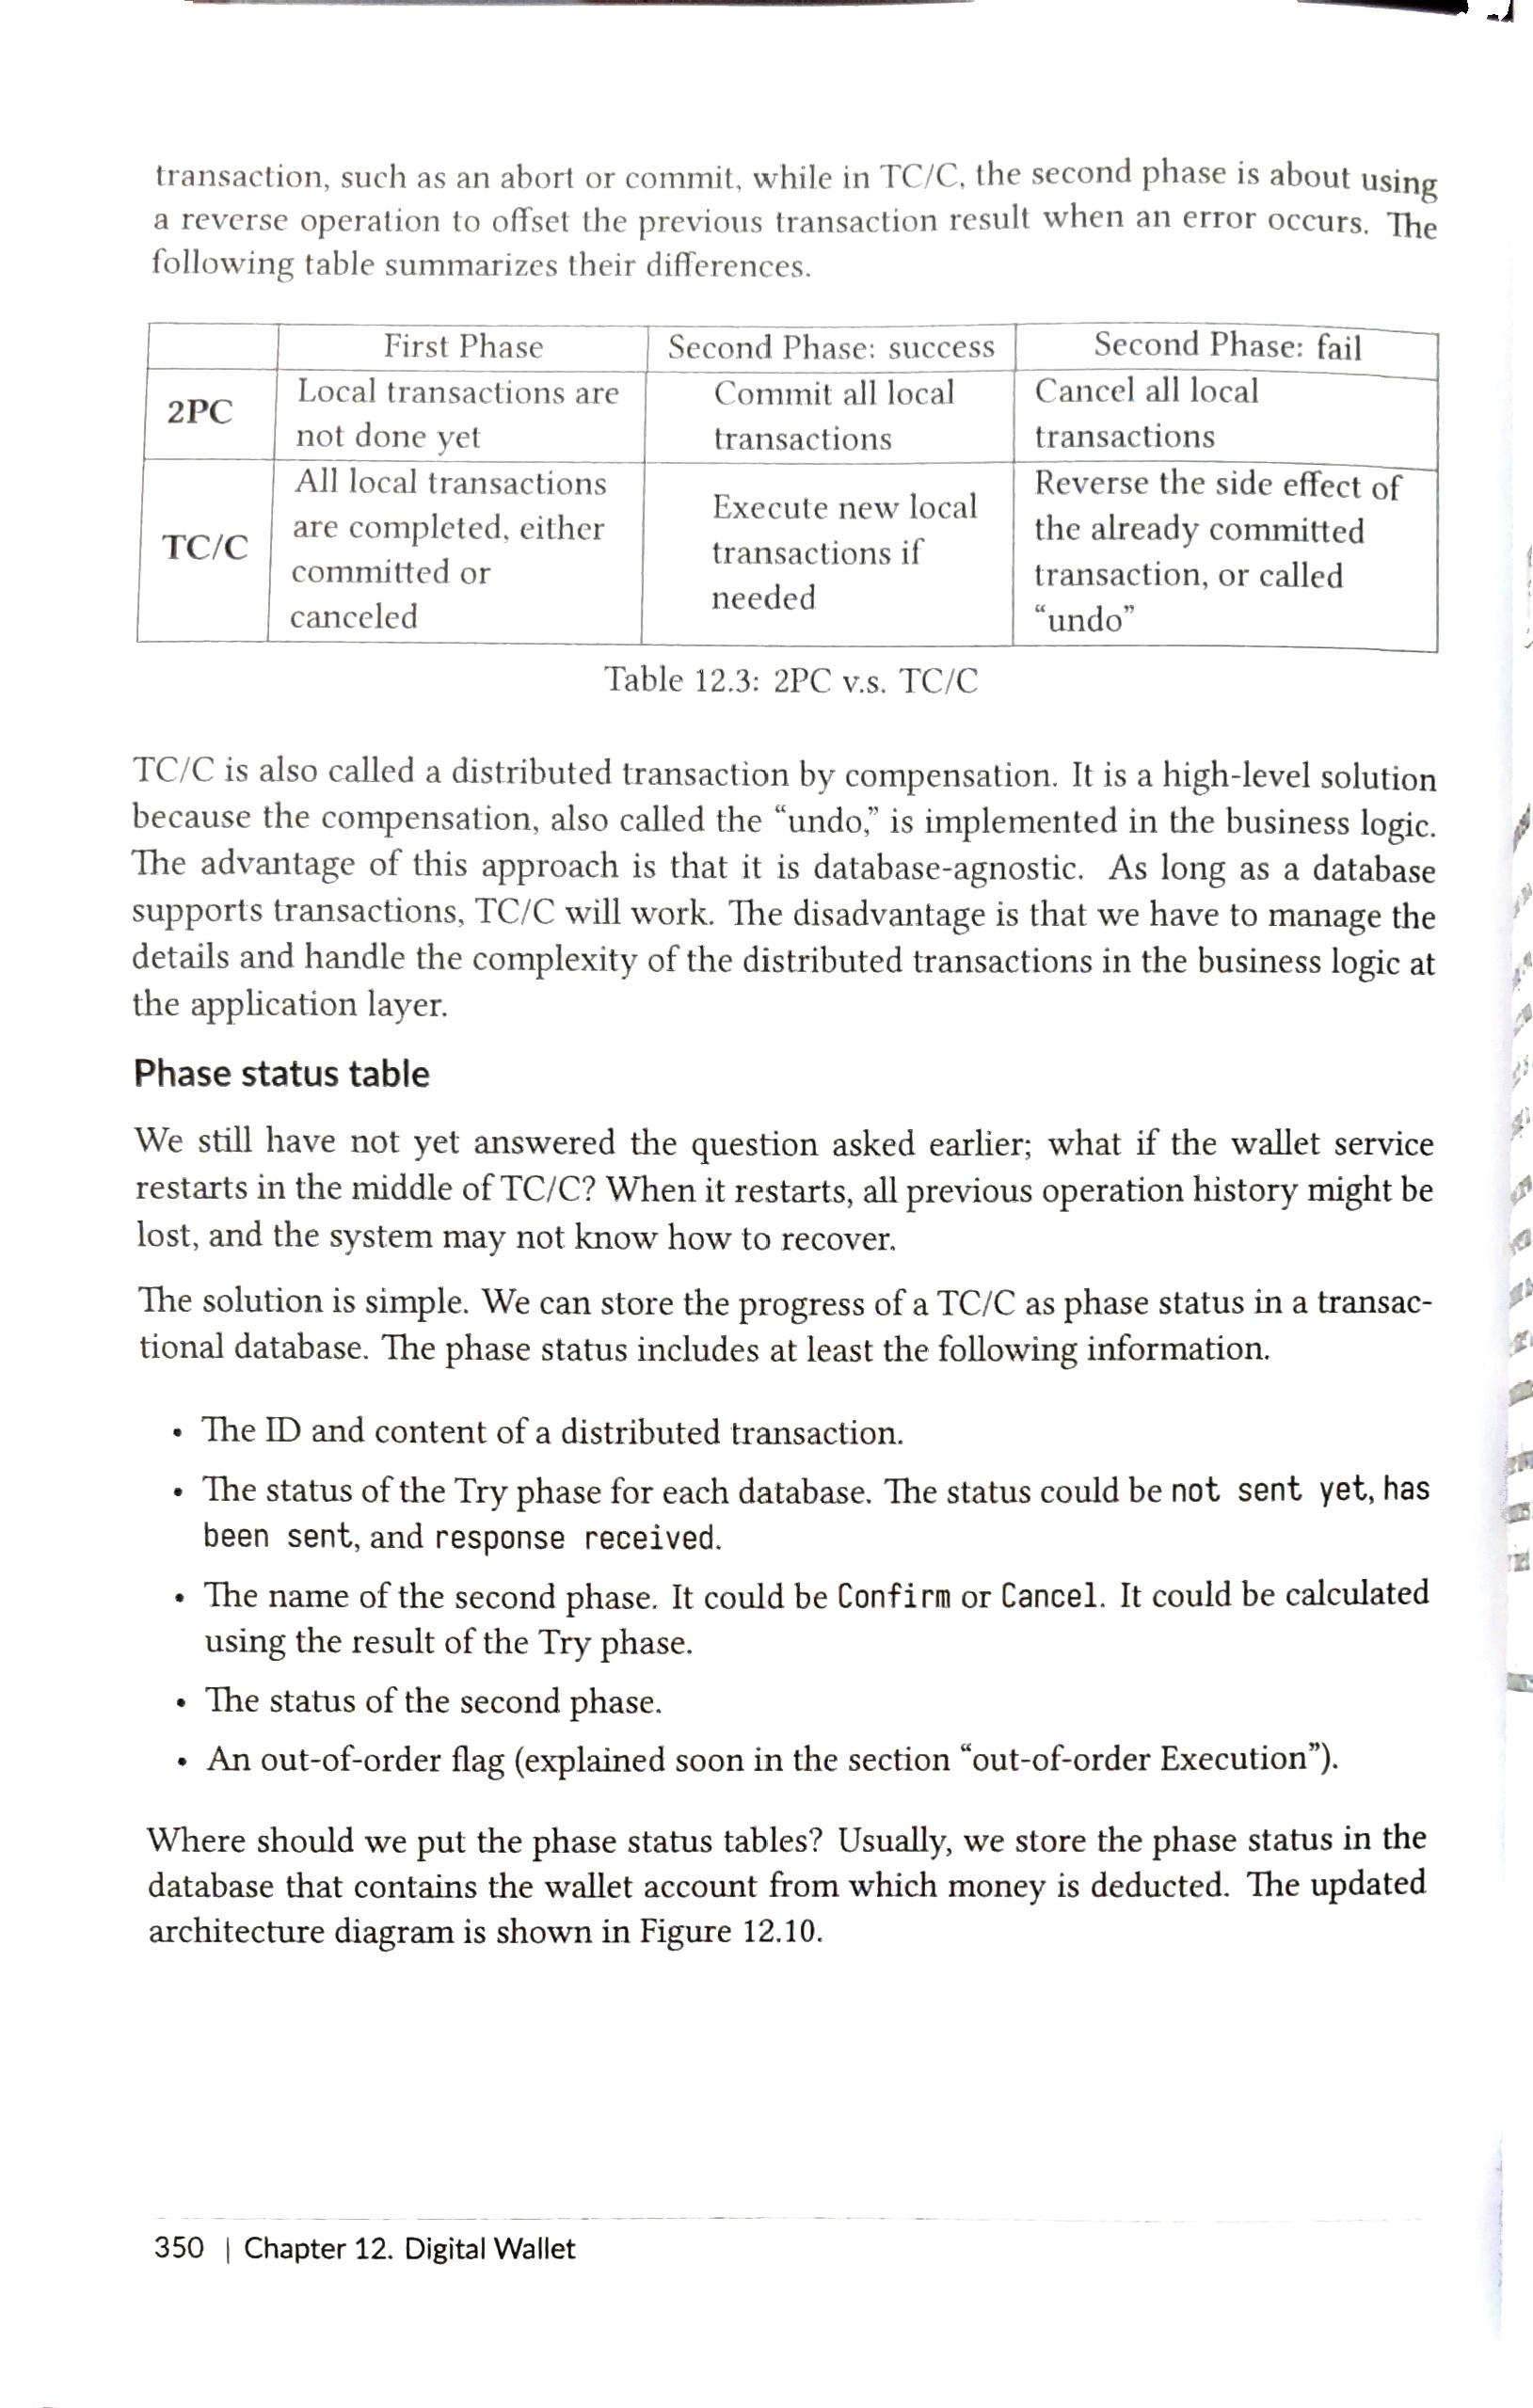 transaction, such as an abort or commit, while in TC/C, the second phase is about using
a reverse operation to offset the previous transaction result when an error occurs. The
following table summarizes their differences.
First Phase Second Phase: success Second Phase: fail
2PC
Local transactions are
not done yet
Commit all local
transactions
Cancel all local
transactions
TC/C
All local transactions
are completed, either
committed or
canceled
Execute new local
transactions if
needed
Reverse the side effect of
the already committed
transaction, or called
“undo”
Table 12.3: 2PC v.s. TC/C
TC/C is also called a distributed transaction by compensation. It is a high-level solution
because the compensation, also called the “undo,” is implemented in the business logic.
The advantage of this approach is that it is database-agnostic. As long as a database
supports transactions, TC/C will work. The disadvantage is that we have to manage the
details and handle the complexity of the distributed transactions in the business logic at
the application layer.
Phase status table
We still have not yet answered the question asked earlier; what if the wallet service
restarts in the middle of TC/C? When it restarts, all previous operation history might be
lost, and the system may not know how to recover.
The solution is simple. We can store the progress of a TC/C as phase status in a transac-
tional database. The phase status includes at least the following information.
• The ID and content of a distributed transaction.
• The status of the Try phase for each database. The status could be not sent yet, has
been sent, and response received.
• The name of the second phase. It could be Confirm or Cancel. It could be calculated
using the result of the Try phase.
• The status of the second phase.
• An out-of-order flag (explained soon in the section “out-of-order Execution”).
Where should we put the phase status tables? Usually, we store the phase status in the
database that contains the wallet account from which money is deducted. The updated
architecture diagram is shown in Figure 12.10.
350 | Chapter 12. Digital Wallet